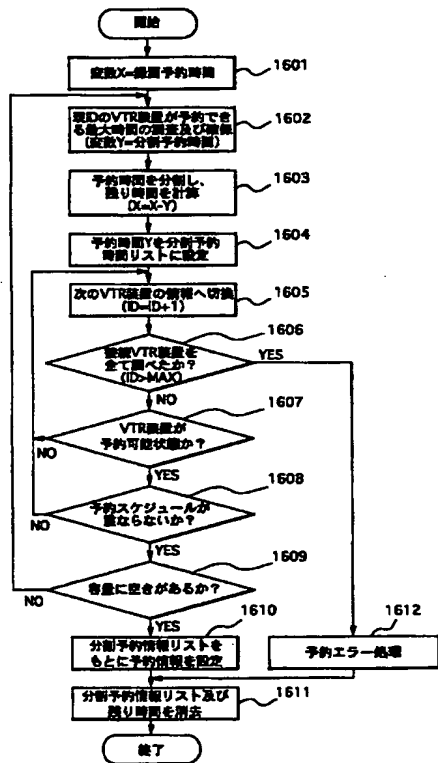 開始
変数X=録画予約時間
1601
現IDのVTR装置が予約でき
る最大時間の調査及び確保
(変数Y=分割予約時間)
1602
予約時間を分割し、
残り時間を計算
(X=X-Y)
1603
予約時間Yを分割予約
時間リストに設定
1604
次のVTR装置の情報へ切換
(ID=ID+1)
1605
接続VTR装置を
全て調べたか?
(ID>MAX)
1606
YES
NO
VTR装置が
予約可能状態か?
1607
NO
YES
予約スケジュールが
重ならないか?
1608
NO
YES
容量に空きがあるか?
1609
NO
YES
分割予約情報リストを
もとに予約情報を設定
1610
予約エラー処理
1612
分割予約情報リスト及び
残り時間を消去
1611
終了